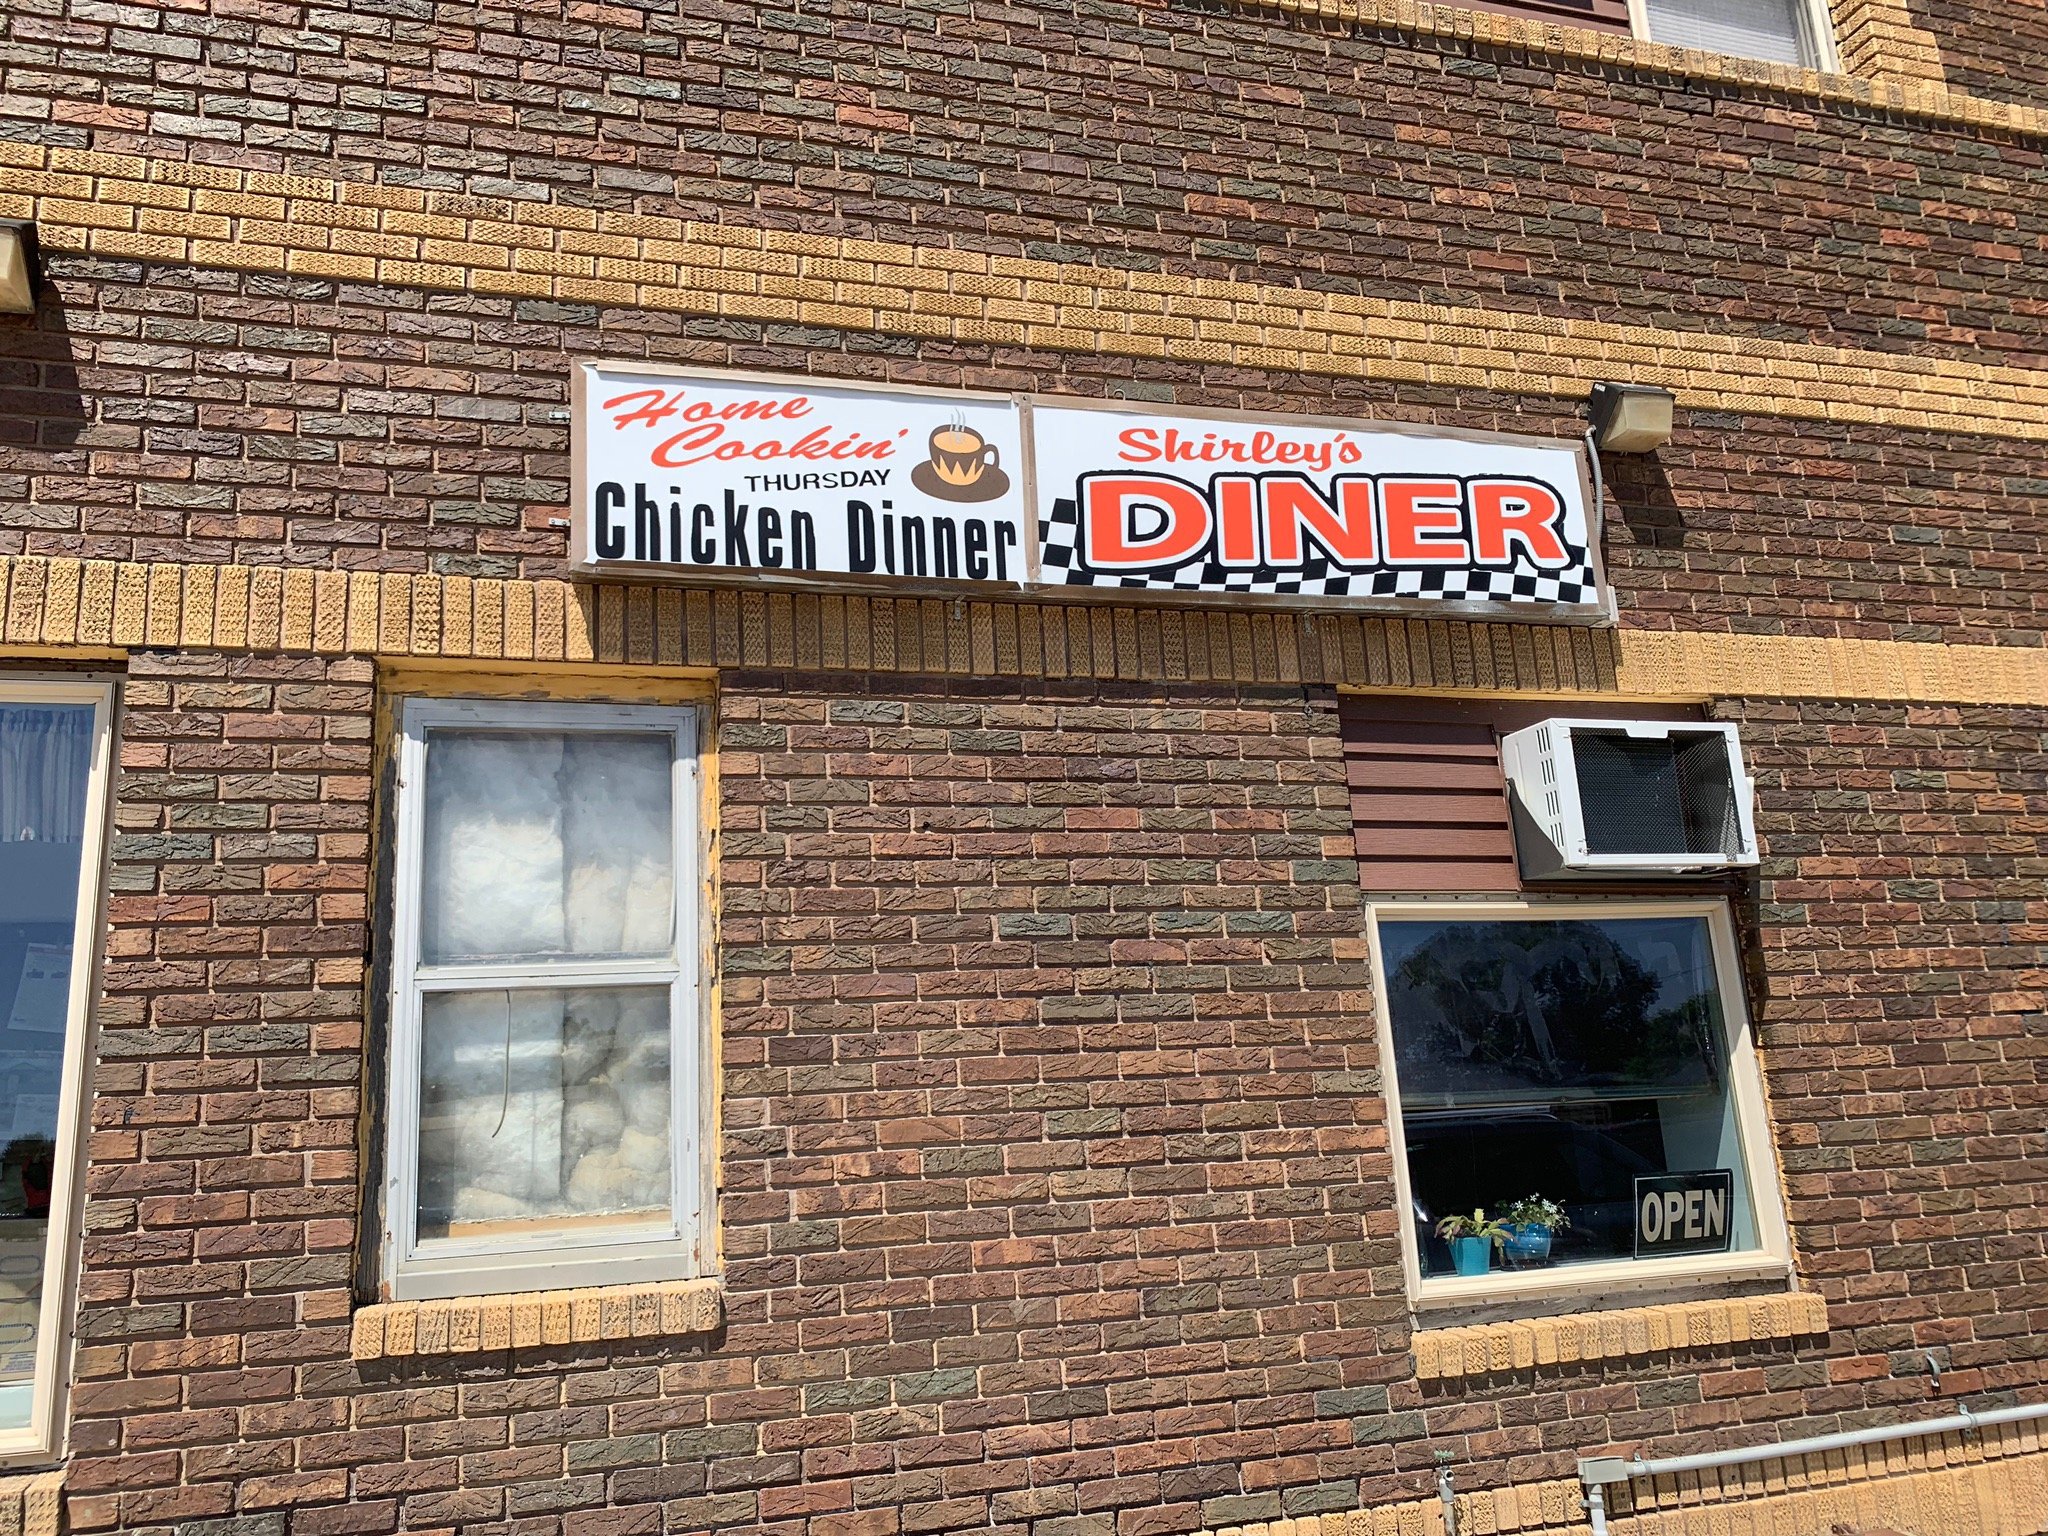 Home
Cookin'
THURSDAY
Chicken Dinner
Shirley's
DINER
OPEN